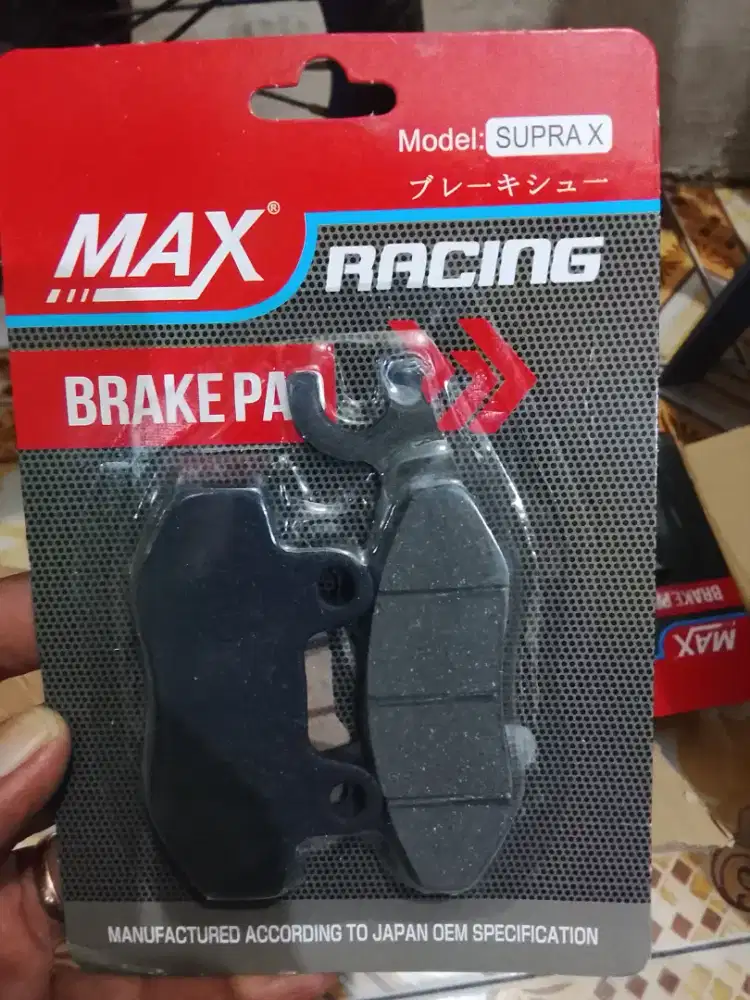 Model: SUPRA X
ブレーキシュー
MAX®
RACING
BRAKE PA
MANUFACTURED ACCORDING TO JAPAN OEM SPECIFICATION
BRAKE
MAX